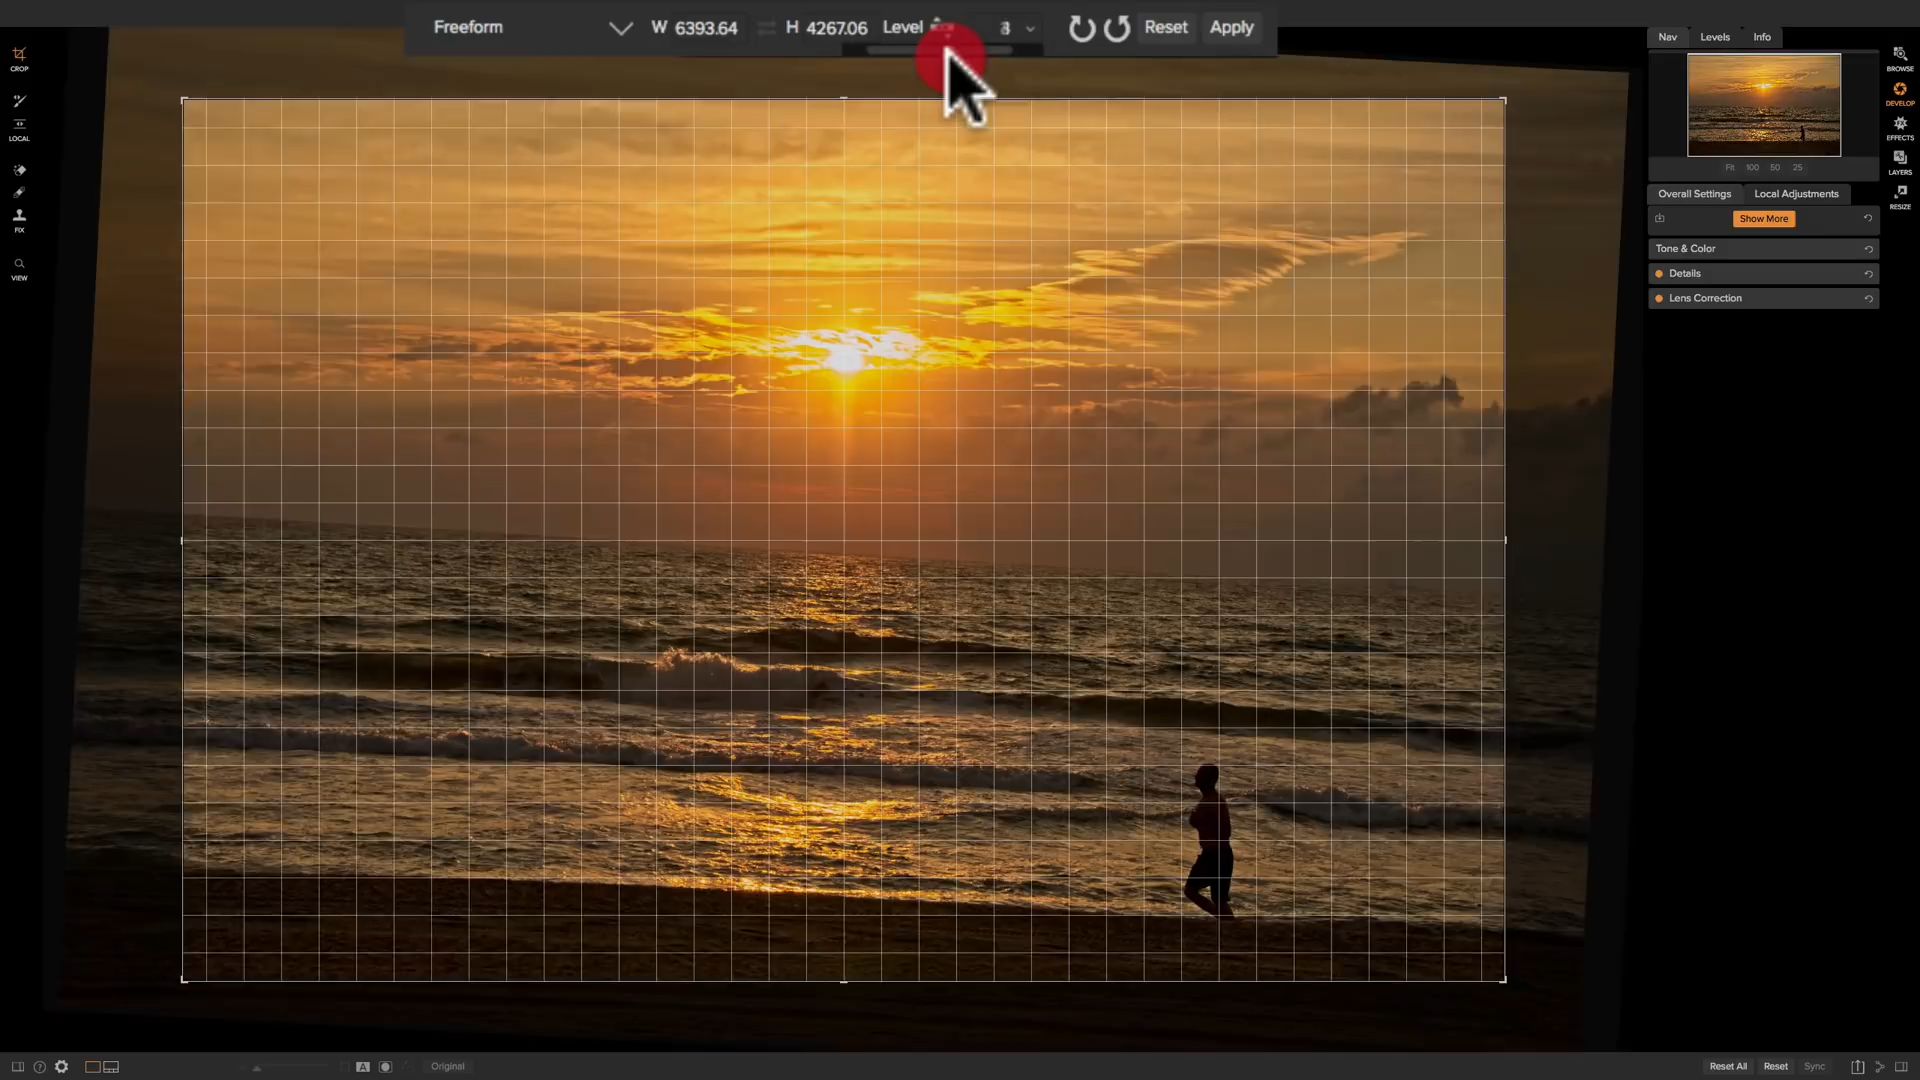 Freeform W 6393.64 H 4267.06 Level Reset Apply
Nav Levels Info
CROP
BROWSE
DEVELOP
LOCAL
EFFECTS
Fit 100 50 25
LAYERS
Overall Settings Local Adjustments
RESIZE
Show More
FIX
Tone & Color
VIEW
Details
Lens Correction
A Original Reset All Reset Sync